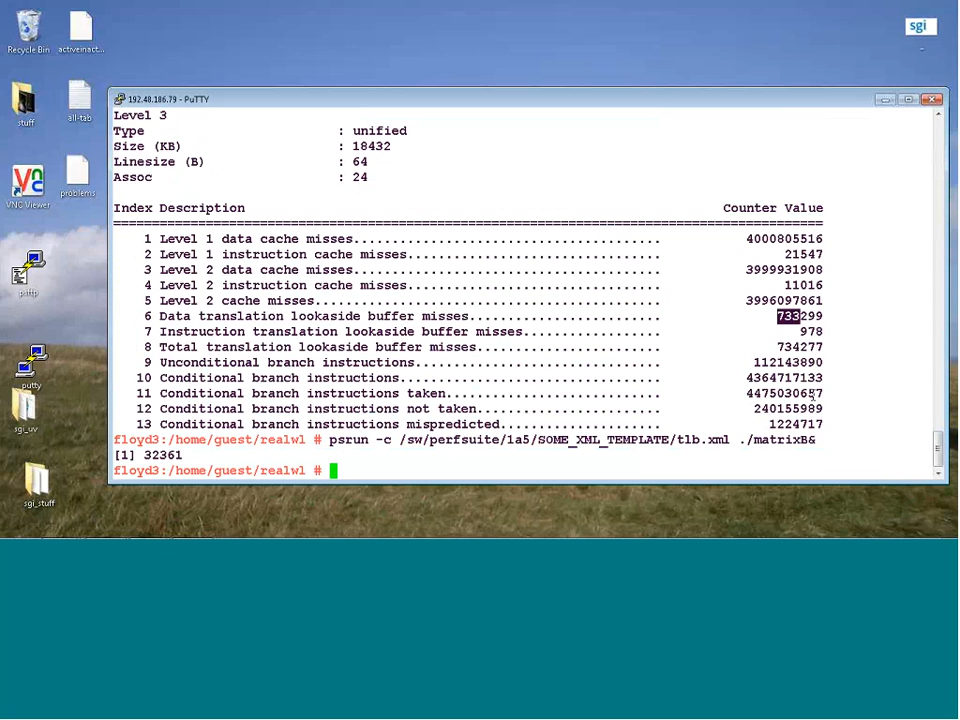 Recycle Bin
activeinact...
sgi
stuff
all-tab
VNC Viewer
problems
psftp
putty
sgi_uv
sgi_stuff
192.48.186.79 - PuTTY
Level 3
Type : unified
Size (KB) : 18432
Linesize (B) : 64
Assoc : 24
Index Description Counter Value
================================================================================
1 Level 1 data cache misses........................................ 4000805516
2 Level 1 instruction cache misses................................. 21547
3 Level 2 data cache misses........................................ 3999931908
4 Level 2 instruction cache misses................................. 11016
5 Level 2 cache misses............................................. 3996097861
6 Data translation lookaside buffer misses......................... 733299
7 Instruction translation lookaside buffer misses.................. 978
8 Total translation lookaside buffer misses........................ 734277
9 Unconditional branch instructions................................ 112143890
10 Conditional branch instructions.................................. 4364717133
11 Conditional branch instructions taken............................ 4475030657
12 Conditional branch instructions not taken........................ 240155989
13 Conditional branch instructions mispredicted..................... 1224717
floyd3:/home/guest/realwl # psrun -c /sw/perfsuite/1a5/SOME_XML_TEMPLATE/tlb.xml ./matrixB&
[1] 32361
floyd3:/home/guest/realwl #